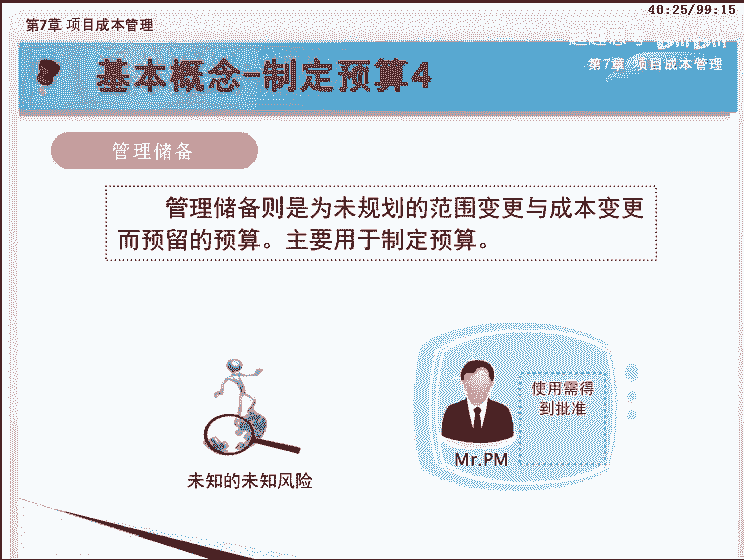 40:25/99:15
第7章 项目成本管理
基本概念-制定预算4
第7章 项目成本管理
管理储备
管理储备则是为未规划的范围变更与成本变更
而预留的预算。主要用于制定预算。
使用需得
到批准
Mr.PM
未知的未知风险